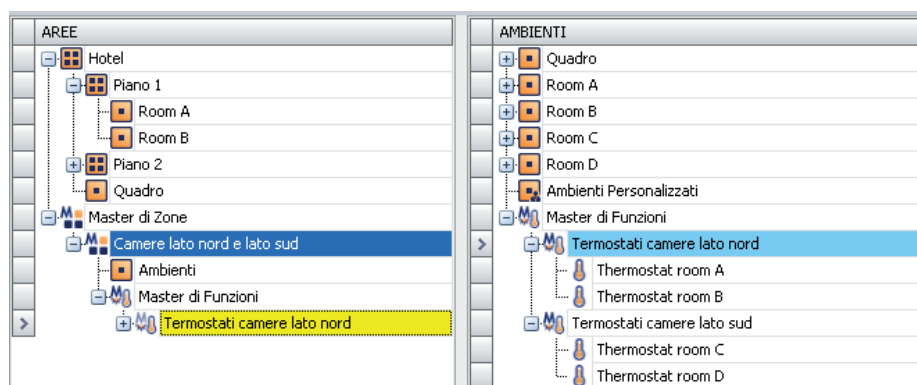 AREE
Hotel
Piano 1
Room A
Room B
Piano 2
Quadro
Master di Zone
Camere lato nord e lato sud
Ambienti
Master di Funzioni
Termostati camere lato nord
AMBIENTI
Quadro
Room A
Room B
Room C
Room D
Ambienti Personalizzati
Master di Funzioni
Termostati camere lato nord
Thermostat room A
Thermostat room B
Termostati camere lato sud
Thermostat room C
Thermostat room D